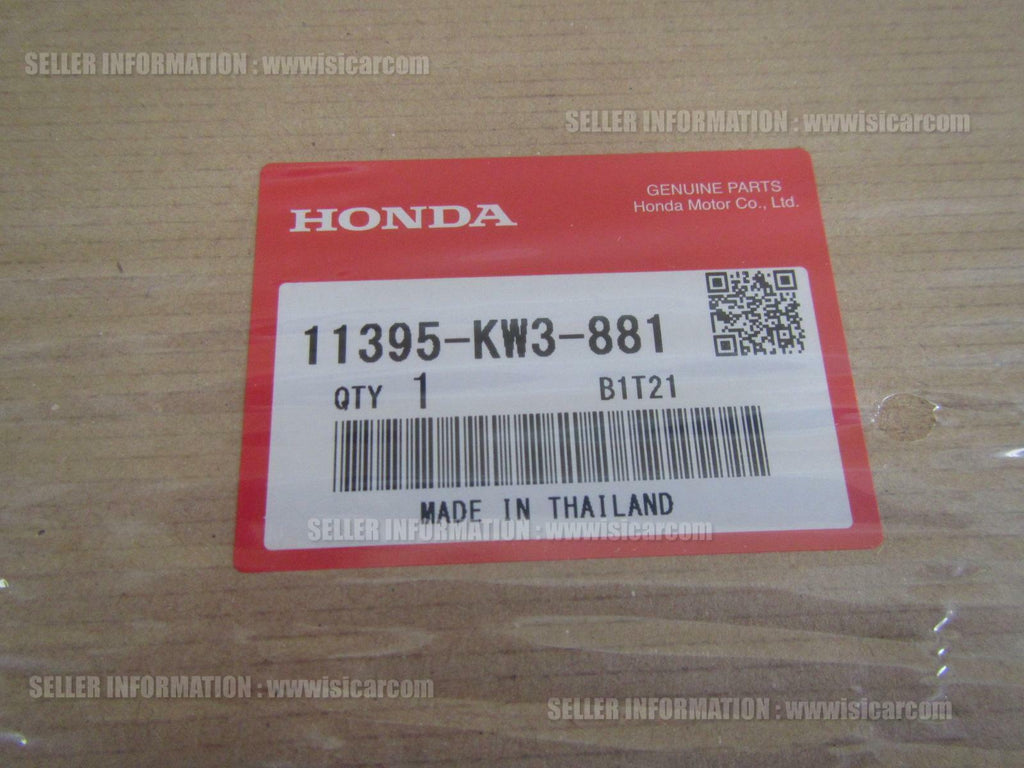 SELLER INFORMATION : wwwisicarcom
SELLER INFORMATION : wwwisicarcom
HONDA
GENUINE PARTS
Honda Motor Co., Ltd.
11395-KW3-881
QTY 1 B1T21
MADE IN THAILAND
SELLER INFORMATION : wwwisicarcom
SELLER INFORMATION : wwwisicarcom
SELLER INFORMATION : wwwisicarcom